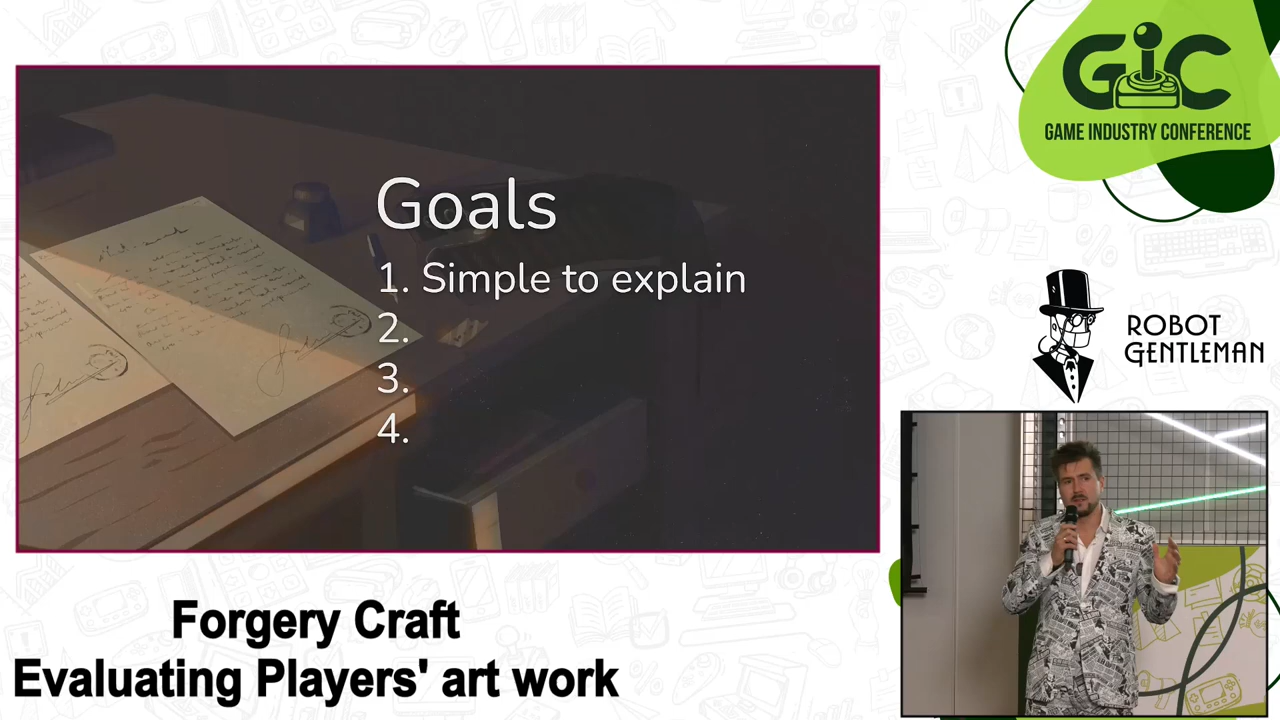 Goals
1. Simple to explain
2.
3.
4.
GIC
GAME INDUSTRY CONFERENCE
ROBOT
GENTLEMAN
Forgery Craft
Evaluating Players' art work